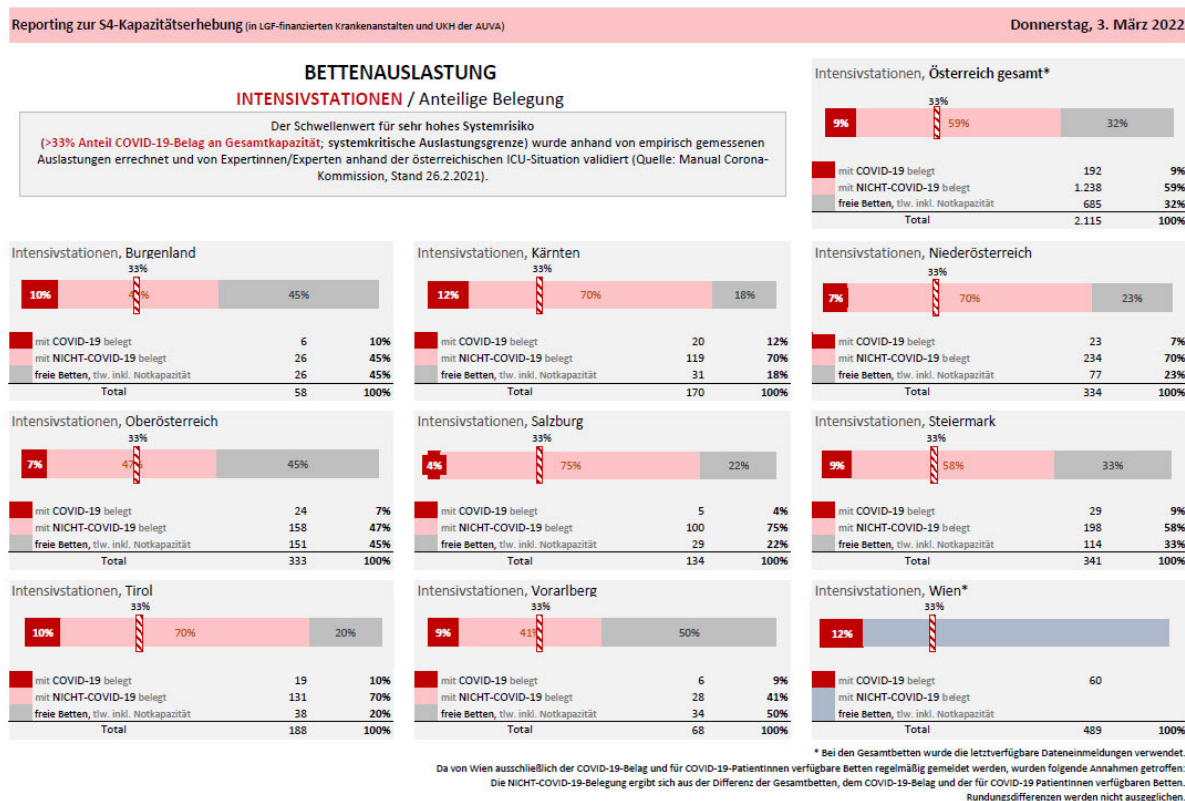 Reporting zur S4-Kapazitätserhebung (in LGF-finanzierten Krankenanstalten und UKH der AUVA)
Donnerstag, 3. März 2022
BETTENAUSLASTUNG
INTENSIVSTATIONEN / Anteilige Belegung
Der Schwellenwert für sehr hohes Systemrisiko
(>33% Anteil COVID-19-Belag an Gesamtkapazität; systemkritische Auslastungsgrenze) wurde anhand von empirisch gemessenen
Auslastungen errechnet und von Expertinnen/Experten anhand der österreichischen ICU-Situation validiert (Quelle: Manual Corona-
Kommission, Stand 26.2.2021).
Intensivstationen, Österreich gesamt*
33%
9% 59% 32%
mit COVID-19 belegt 192 9%
mit NICHT-COVID-19 belegt 1.238 59%
freie Betten, tlw. inkl. Notkapazität 685 32%
Total 2.115 100%
Intensivstationen, Burgenland
33%
10% 45%
mit COVID-19 belegt 6 10%
mit NICHT-COVID-19 belegt 26 45%
freie Betten, tlw. inkl. Notkapazität 26 45%
Total 58 100%
Intensivstationen, Kärnten
33%
12% 70% 18%
mit COVID-19 belegt 20 12%
mit NICHT-COVID-19 belegt 119 70%
freie Betten, tlw. inkl. Notkapazität 31 18%
Total 170 100%
Intensivstationen, Niederösterreich
33%
7% 70% 23%
mit COVID-19 belegt 23 7%
mit NICHT-COVID-19 belegt 234 70%
freie Betten, tlw. inkl. Notkapazität 77 23%
Total 334 100%
Intensivstationen, Oberösterreich
33%
7% 47% 45%
mit COVID-19 belegt 24 7%
mit NICHT-COVID-19 belegt 158 47%
freie Betten, tlw. inkl. Notkapazität 151 45%
Total 333 100%
Intensivstationen, Salzburg
33%
4% 75% 22%
mit COVID-19 belegt 5 4%
mit NICHT-COVID-19 belegt 100 75%
freie Betten, tlw. inkl. Notkapazität 29 22%
Total 134 100%
Intensivstationen, Steiermark
33%
9% 58% 33%
mit COVID-19 belegt 29 9%
mit NICHT-COVID-19 belegt 198 58%
freie Betten, tlw. inkl. Notkapazität 114 33%
Total 341 100%
Intensivstationen, Tirol
33%
10% 70% 20%
mit COVID-19 belegt 19 10%
mit NICHT-COVID-19 belegt 131 70%
freie Betten, tlw. inkl. Notkapazität 38 20%
Total 188 100%
Intensivstationen, Vorarlberg
33%
9% 41% 50%
mit COVID-19 belegt 6 9%
mit NICHT-COVID-19 belegt 28 41%
freie Betten, tlw. inkl. Notkapazität 34 50%
Total 68 100%
Intensivstationen, Wien*
33%
12%
mit COVID-19 belegt 60
mit NICHT-COVID-19 belegt
freie Betten, tlw. inkl. Notkapazität
Total 489 100%
* Bei den Gesamtbetten wurde die letztverfügbare Dateneinmeldungen verwendet.
Da von Wien ausschließlich der COVID-19-Belag und für COVID-19-PatientInnen verfügbare Betten regelmäßig gemeldet werden, wurden folgende Annahmen getroffen:
Die NICHT-COVID-19-Belegung ergibt sich aus der Differenz der Gesamtbetten, dem COVID-19-Belag und der für COVID-19 PatientInnen verfügbaren Betten.
Rundungsdifferenzen werden nicht ausgeglichen.